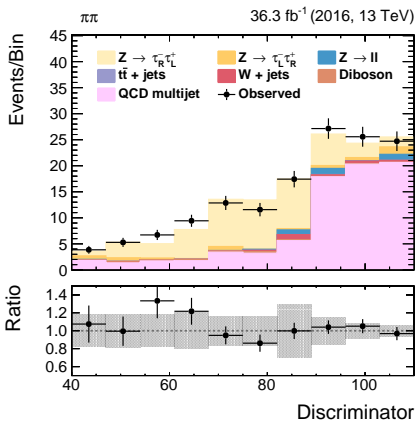 ππ 36.3 fb⁻¹ (2016, 13 TeV)
Events/Bin
45
40
35
30
25
20
15
10
5
0
Z → τ⁻_R τ⁺_L Z → τ⁻_L τ⁺_R Z → ll
tt̄ + jets W + jets Diboson
QCD multijet Observed
Ratio
1.4
1.2
1.0
0.8
0.6
40 60 80 100
Discriminator